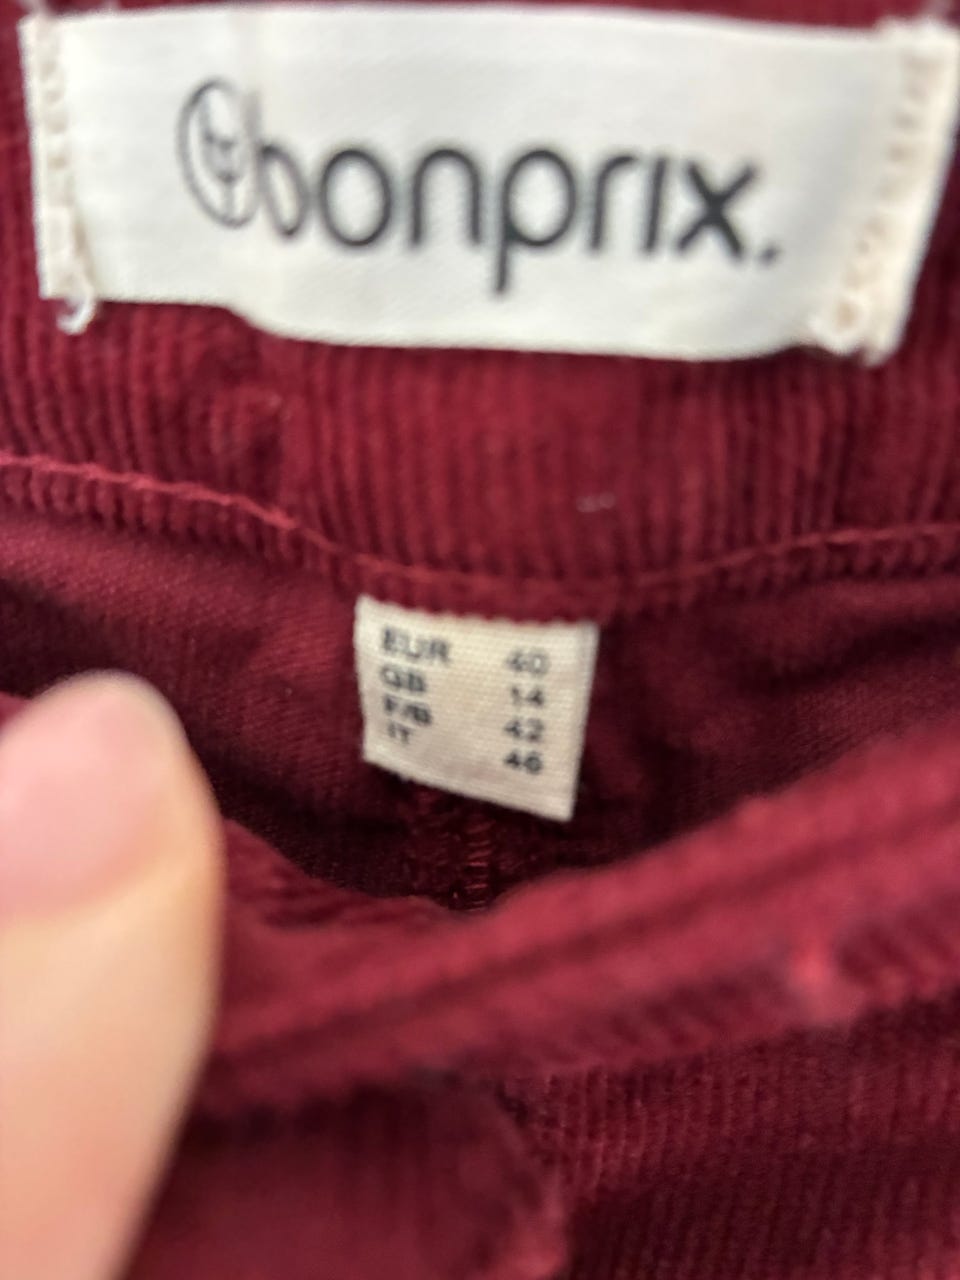 bonprix.
EUR 40
GB 14
F/B 42
IT 46